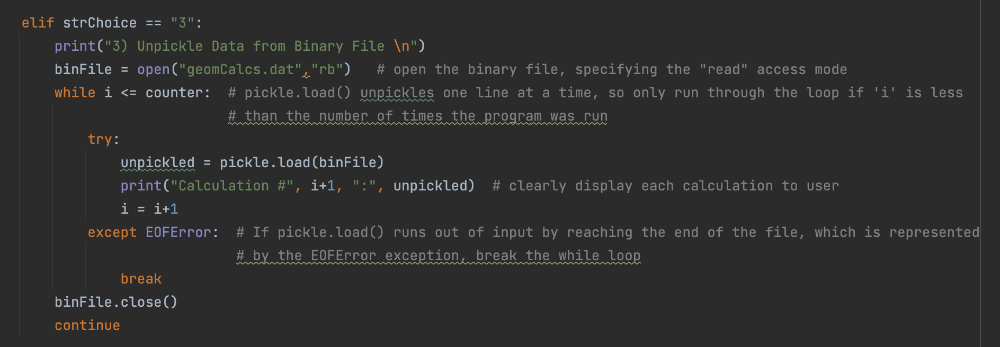 elif strChoice == "3":
print("3) Unpickle Data from Binary File \n")
binFile = open("geomCalcs.dat","rb")   # open the binary file, specifying the "read" access mode
while i <= counter:  # pickle.load() unpickles one line at a time, so only run through the loop if 'i' is less
# than the number of times the program was run
try:
unpickled = pickle.load(binFile)
print("Calculation #", i+1, ":", unpickled)  # clearly display each calculation to user
i = i+1
except EOFError:  # If pickle.load() runs out of input by reaching the end of the file, which is represented
# by the EOFError exception, break the while loop
break
binFile.close()
continue